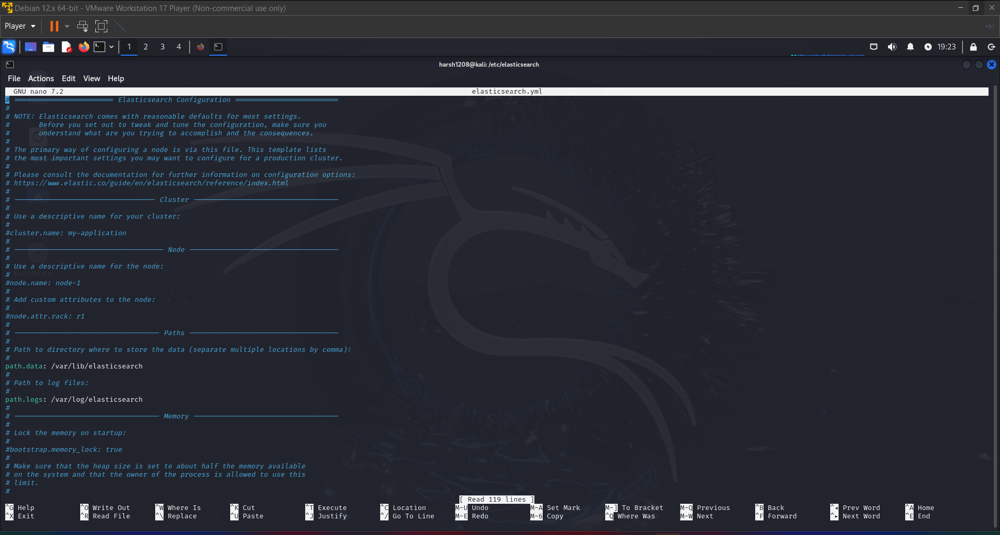 Debian 12.x 64-bit - VMware Workstation 17 Player (Non-commercial use only)
Player
1 2 3 4
19:23
harsh1208@kali: /etc/elasticsearch
File Actions Edit View Help
GNU nano 7.2 elasticsearch.yml
# ======================== Elasticsearch Configuration =========================
#
# NOTE: Elasticsearch comes with reasonable defaults for most settings.
#       Before you set out to tweak and tune the configuration, make sure you
#       understand what are you trying to accomplish and the consequences.
#
# The primary way of configuring a node is via this file. This template lists
# the most important settings you may want to configure for a production cluster.
#
# Please consult the documentation for further information on configuration options:
# https://www.elastic.co/guide/en/elasticsearch/reference/index.html
#
# ---------------------------------- Cluster -----------------------------------
#
# Use a descriptive name for your cluster:
#
#cluster.name: my-application
#
# ------------------------------------ Node ------------------------------------
#
# Use a descriptive name for the node:
#
#node.name: node-1
#
# Add custom attributes to the node:
#
#node.attr.rack: r1
#
# ----------------------------------- Paths ------------------------------------
#
# Path to directory where to store the data (separate multiple locations by comma):
#
path.data: /var/lib/elasticsearch
#
# Path to log files:
#
path.logs: /var/log/elasticsearch
#
# ----------------------------------- Memory -----------------------------------
#
# Lock the memory on startup:
#
#bootstrap.memory_lock: true
#
# Make sure that the heap size is set to about half the memory available
# on the system and that the owner of the process is allowed to use this
# limit.
#
[ Read 119 lines ]
^G Help ^O Write Out ^W Where Is ^K Cut ^T Execute ^C Location M-U Undo M-A Set Mark M-] To Bracket M-Q Previous ^B Back ^◂ Prev Word ^A Home
^X Exit ^R Read File ^\ Replace ^U Paste ^J Justify ^/ Go To Line M-E Redo M-6 Copy ^Q Where Was M-W Next ^F Forward ^▸ Next Word ^E End